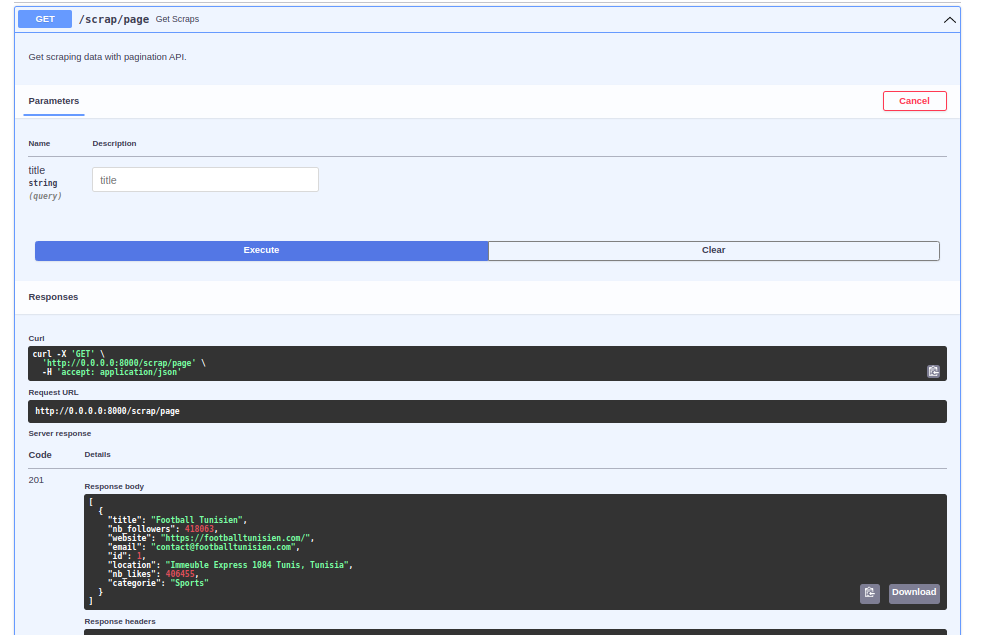 GET /scrap/page Get Scraps
Get scraping data with pagination API.
Parameters
Cancel
Name Description
title
string
(query)
title
Execute Clear
Responses
Curl
curl -X 'GET' \
'http://0.0.0.0:8000/scrap/page' \
-H 'accept: application/json'
Request URL
http://0.0.0.0:8000/scrap/page
Server response
Code Details
201
Response body
[
{
"title": "Football Tunisien",
"nb_followers": 418063,
"website": "https://footballtunisien.com/",
"email": "contact@footballtunisien.com",
"id": 1,
"location": "Immeuble Express 1084 Tunis, Tunisia",
"nb_likes": 406455,
"categorie": "Sports"
}
]
Download
Response headers